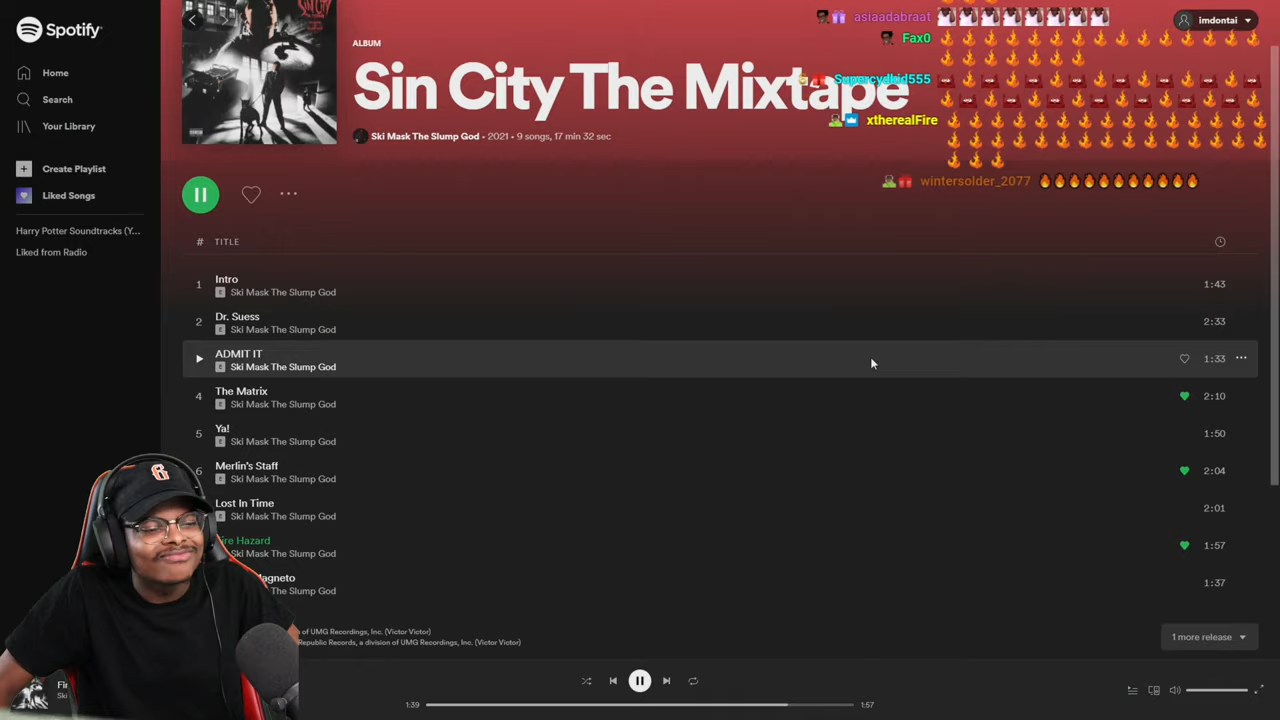 Spotify
Home
Search
Your Library
Create Playlist
Liked Songs
Harry Potter Soundtracks (Y...
Liked from Radio
SIN CITY
ALBUM
Sin City The Mixtape
Ski Mask The Slump God • 2021 • 9 songs, 17 min 32 sec
imdontai
asiaadabraat
Fax0
Supercydkid555
xtherealFire
wintersolder_2077
# TITLE
1 Intro 1:43
E Ski Mask The Slump God
2 Dr. Suess 2:33
E Ski Mask The Slump God
ADMIT IT 1:33
E Ski Mask The Slump God
4 The Matrix 2:10
E Ski Mask The Slump God
5 Ya! 1:50
E Ski Mask The Slump God
6 Merlin's Staff 2:04
E Ski Mask The Slump God
Lost In Time 2:01
E Ski Mask The Slump God
ire Hazard 1:57
Ski Mask The Slump God
agneto 1:37
Ski Mask The Slump God
n of UMG Recordings, Inc. (Victor Victor)
Republic Records, a division of UMG Recordings, Inc. (Victor Victor)
1 more release
Fir
Ski
1:39
1:57